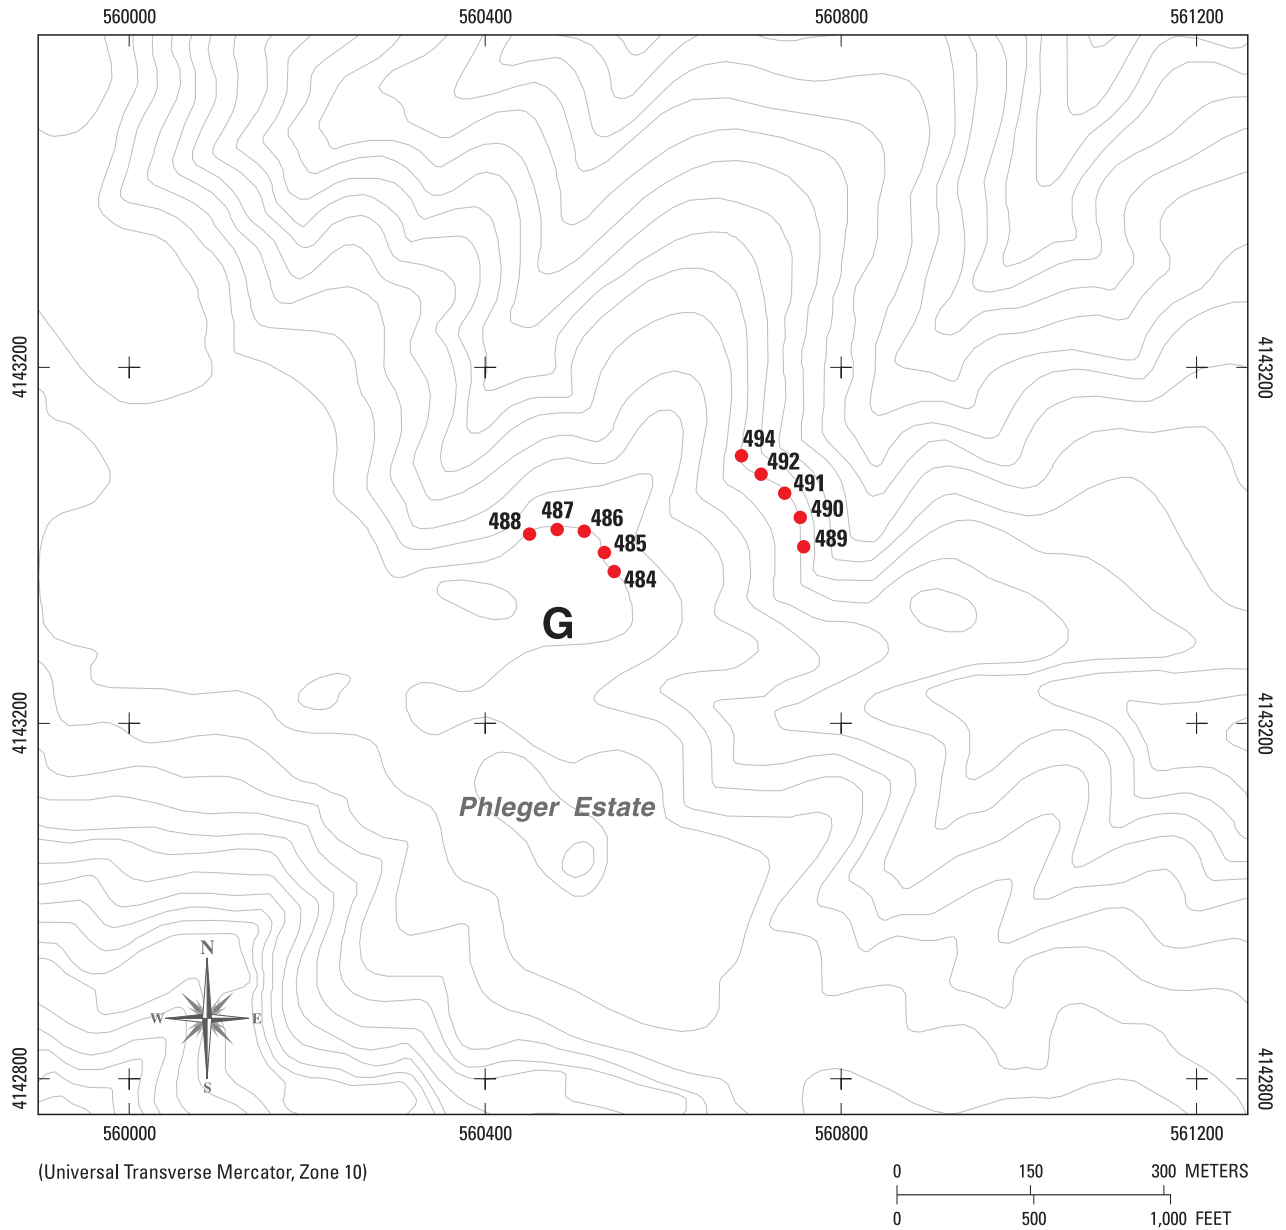 560000 560400 560800 561200
4143200 4143200
494
492
491
490
489
488 487 486
485
484
G
4143200 4143200
Phleger Estate
N
W E
S
4142800 4142800
560000 560400 560800 561200
(Universal Transverse Mercator, Zone 10)
0 150 300 METERS
0 500 1,000 FEET